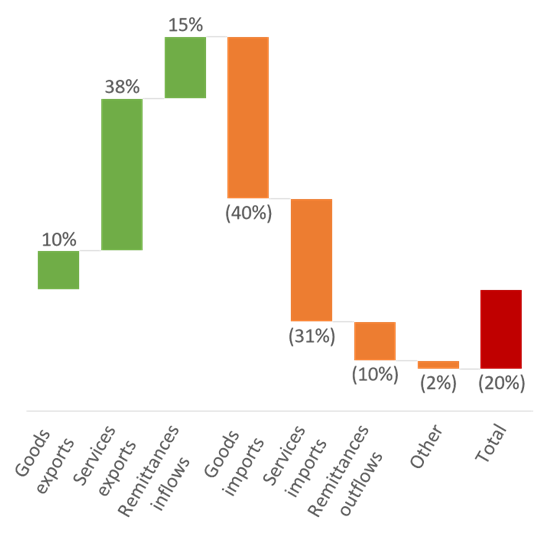 15%
38%
10%
(40%)
(31%)
(10%)
(2%)
(20%)
Goods
exports
Services
exports
Remittances
inflows
Goods
imports
Services
imports
Remittances
outflows
Other
Total